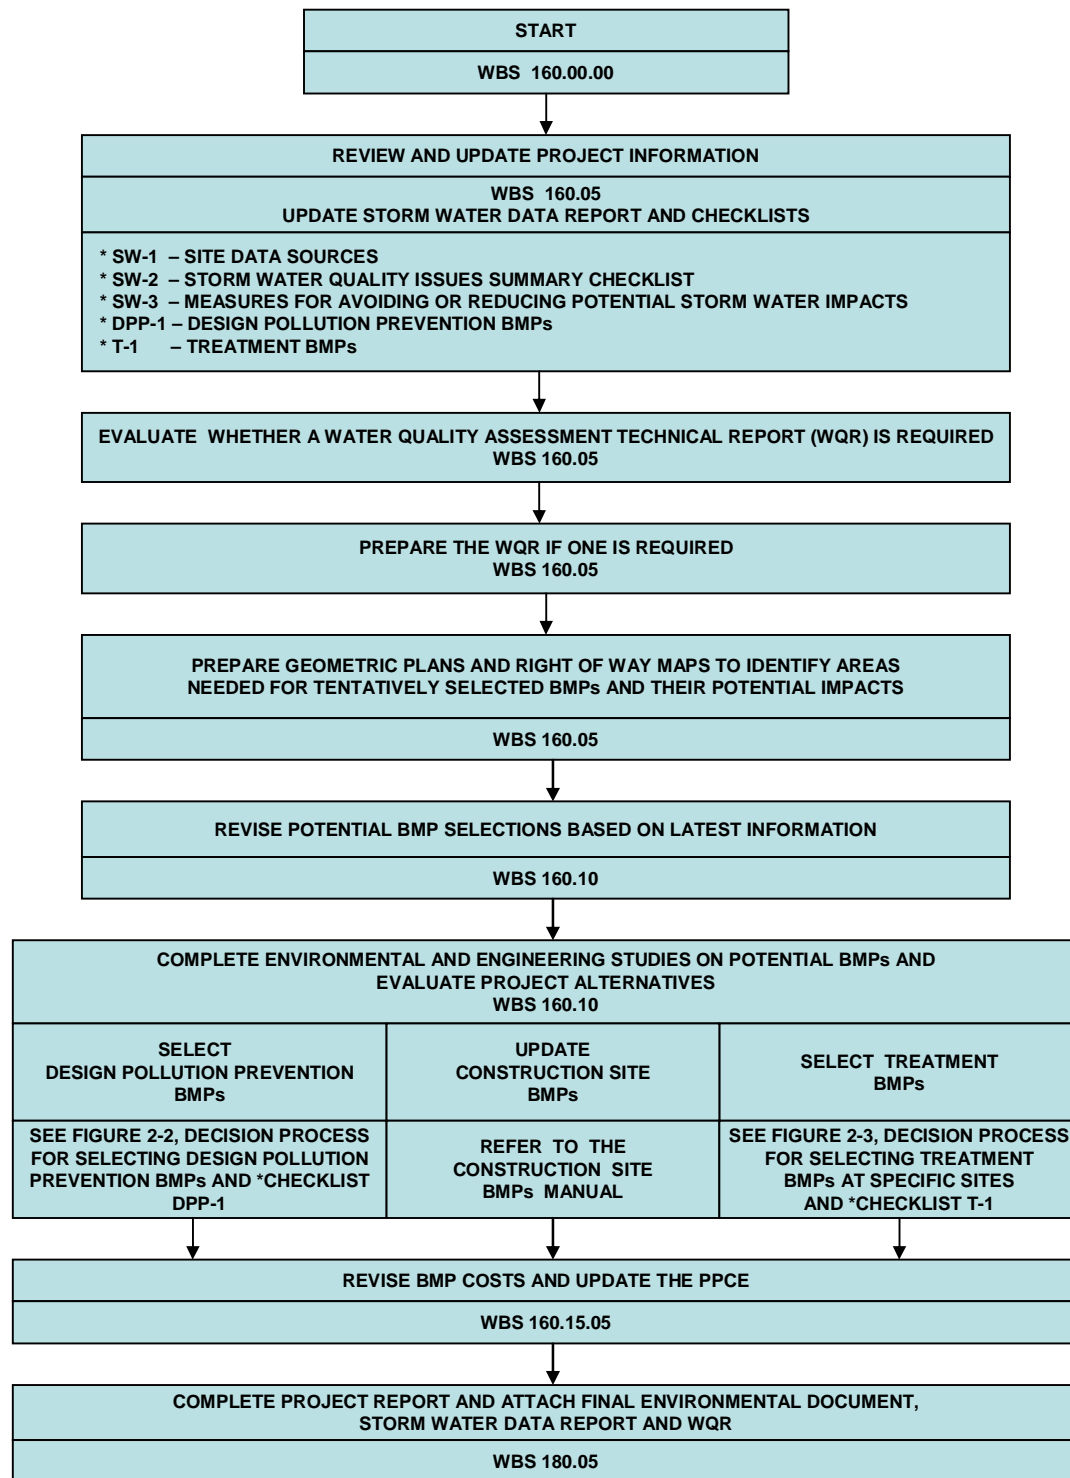 START
WBS 160.00.00
REVIEW AND UPDATE PROJECT INFORMATION
WBS 160.05
UPDATE STORM WATER DATA REPORT AND CHECKLISTS
* SW-1 – SITE DATA SOURCES
* SW-2 – STORM WATER QUALITY ISSUES SUMMARY CHECKLIST
* SW-3 – MEASURES FOR AVOIDING OR REDUCING POTENTIAL STORM WATER IMPACTS
* DPP-1 – DESIGN POLLUTION PREVENTION BMPs
* T-1 – TREATMENT BMPs
EVALUATE WHETHER A WATER QUALITY ASSESSMENT TECHNICAL REPORT (WQR) IS REQUIRED
WBS 160.05
PREPARE THE WQR IF ONE IS REQUIRED
WBS 160.05
PREPARE GEOMETRIC PLANS AND RIGHT OF WAY MAPS TO IDENTIFY AREAS
NEEDED FOR TENTATIVELY SELECTED BMPs AND THEIR POTENTIAL IMPACTS
WBS 160.05
REVISE POTENTIAL BMP SELECTIONS BASED ON LATEST INFORMATION
WBS 160.10
COMPLETE ENVIRONMENTAL AND ENGINEERING STUDIES ON POTENTIAL BMPs AND
EVALUATE PROJECT ALTERNATIVES
WBS 160.10
SELECT
DESIGN POLLUTION PREVENTION
BMPs
SEE FIGURE 2-2, DECISION PROCESS
FOR SELECTING DESIGN POLLUTION
PREVENTION BMPs AND *CHECKLIST
DPP-1
UPDATE
CONSTRUCTION SITE
BMPs
REFER TO THE
CONSTRUCTION SITE
BMPs MANUAL
SELECT TREATMENT
BMPs
SEE FIGURE 2-3, DECISION PROCESS
FOR SELECTING TREATMENT
BMPs AT SPECIFIC SITES
AND *CHECKLIST T-1
REVISE BMP COSTS AND UPDATE THE PPCE
WBS 160.15.05
COMPLETE PROJECT REPORT AND ATTACH FINAL ENVIRONMENTAL DOCUMENT,
STORM WATER DATA REPORT AND WQR
WBS 180.05